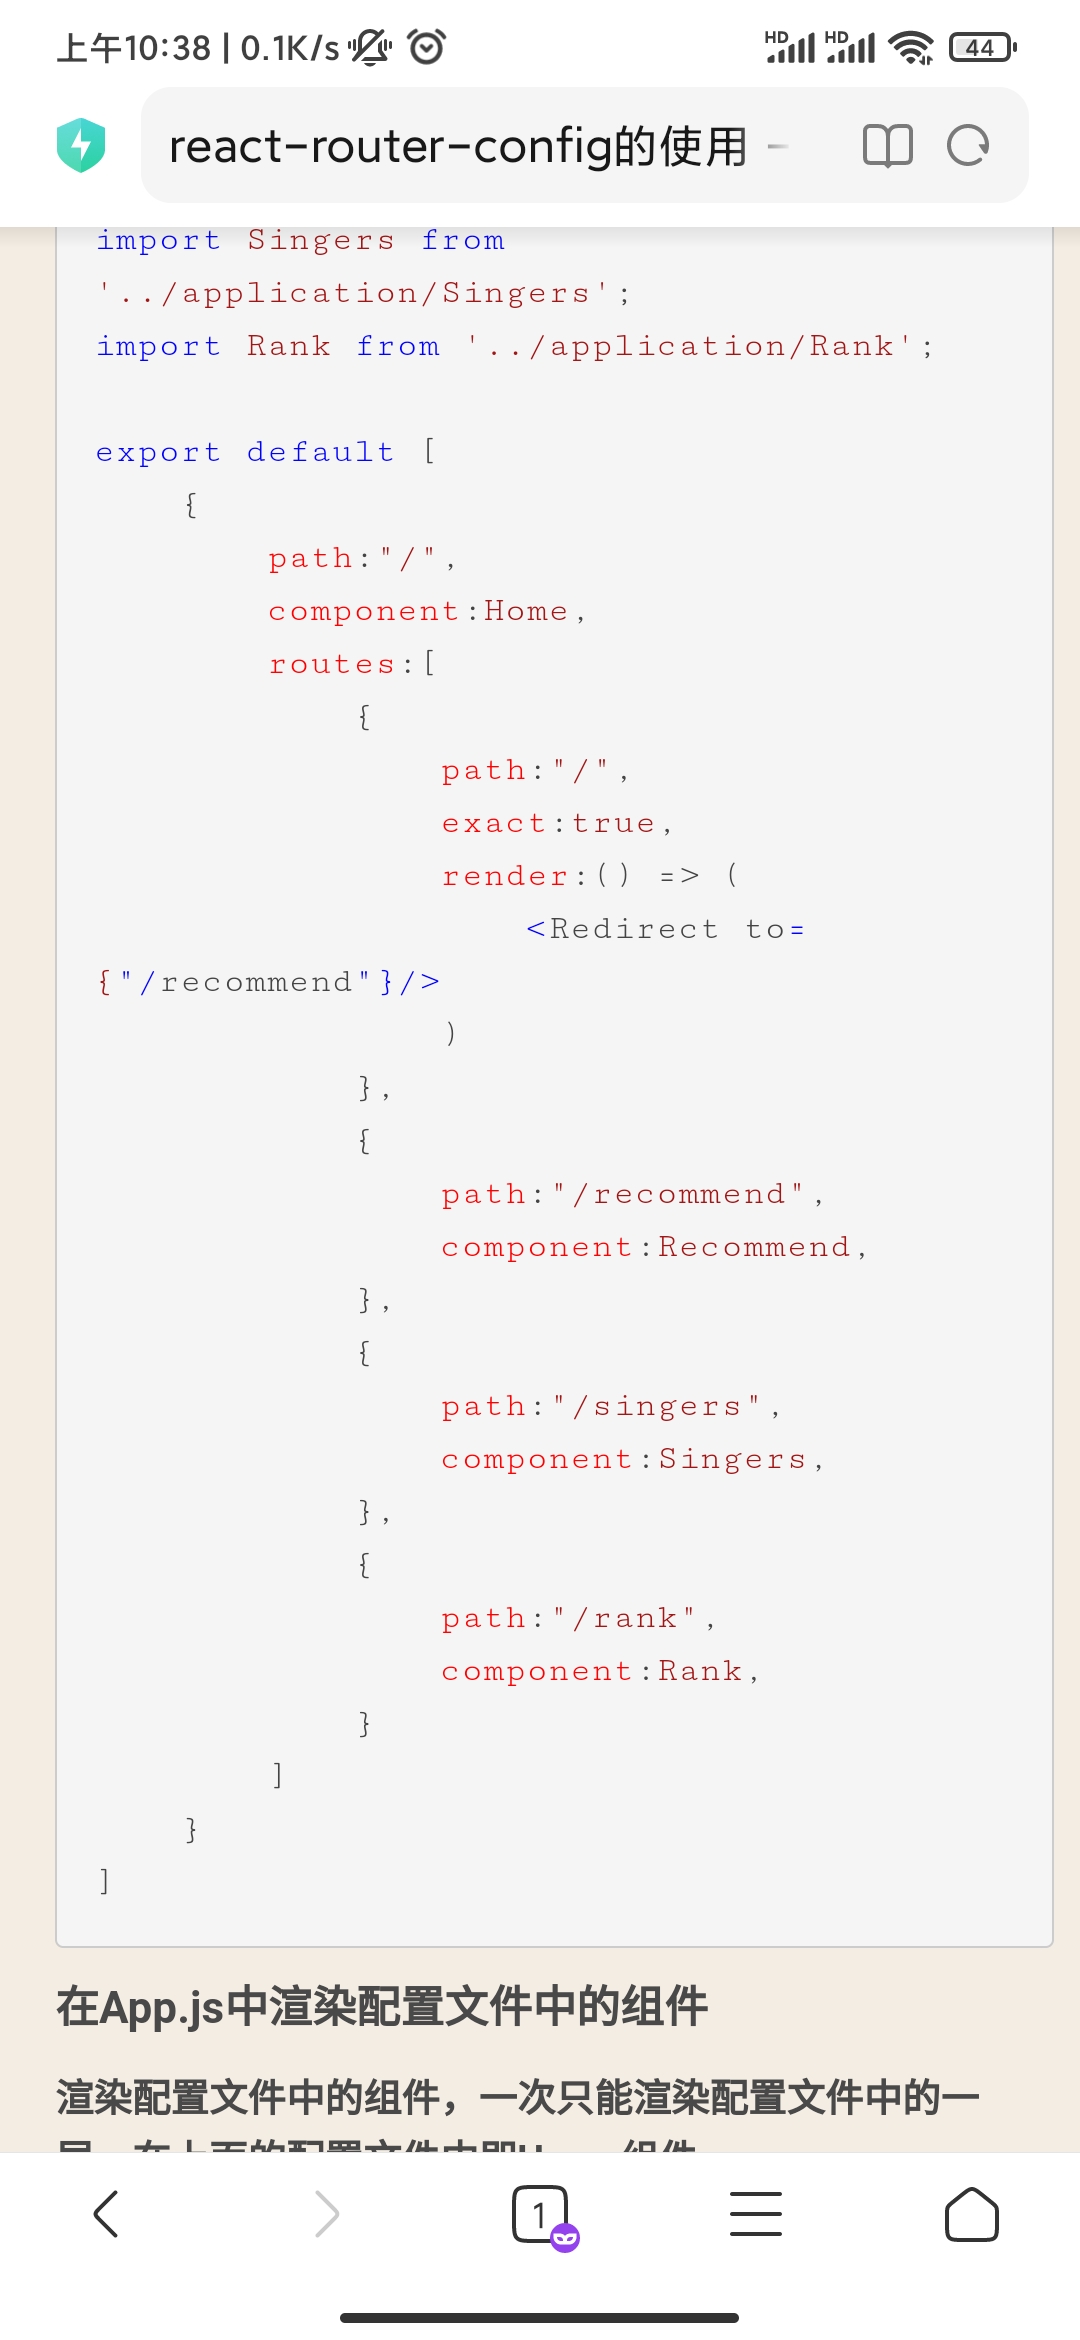 上午10:38 | 0.1K/s
HD HD 44
react-router-config的使用 -
import Singers from
'../application/Singers';
import Rank from '../application/Rank';
export default [
{
path:"/",
component:Home,
routes:[
{
path:"/",
exact:true,
render:() => (
<Redirect to=
{"/recommend"}/>
)
},
{
path:"/recommend",
component:Recommend,
},
{
path:"/singers",
component:Singers,
},
{
path:"/rank",
component:Rank,
}
]
}
]
在App.js中渲染配置文件中的组件
渲染配置文件中的组件，一次只能渲染配置文件中的一
1